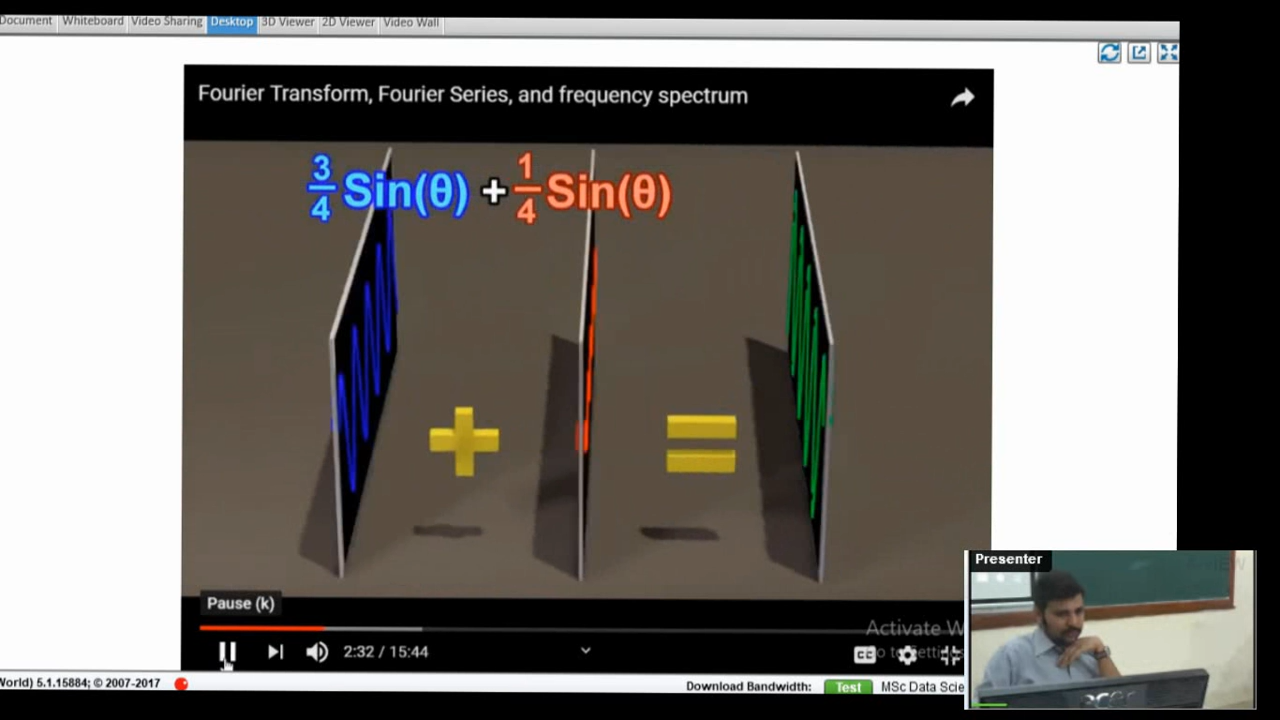 Document Whiteboard Video Sharing Desktop 3D Viewer 2D Viewer Video Wall
Fourier Transform, Fourier Series, and frequency spectrum
3/4 Sin(θ) + 1/4 Sin(θ)
+ =
Presenter
Pause (k)
Activate W
2:32 / 15:44
CC
World) 5.1.15884; © 2007-2017
Download Bandwidth: Test MSc Data Scie
acer